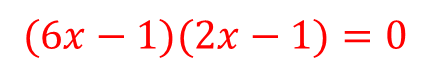 (6x − 1)(2x − 1) = 0